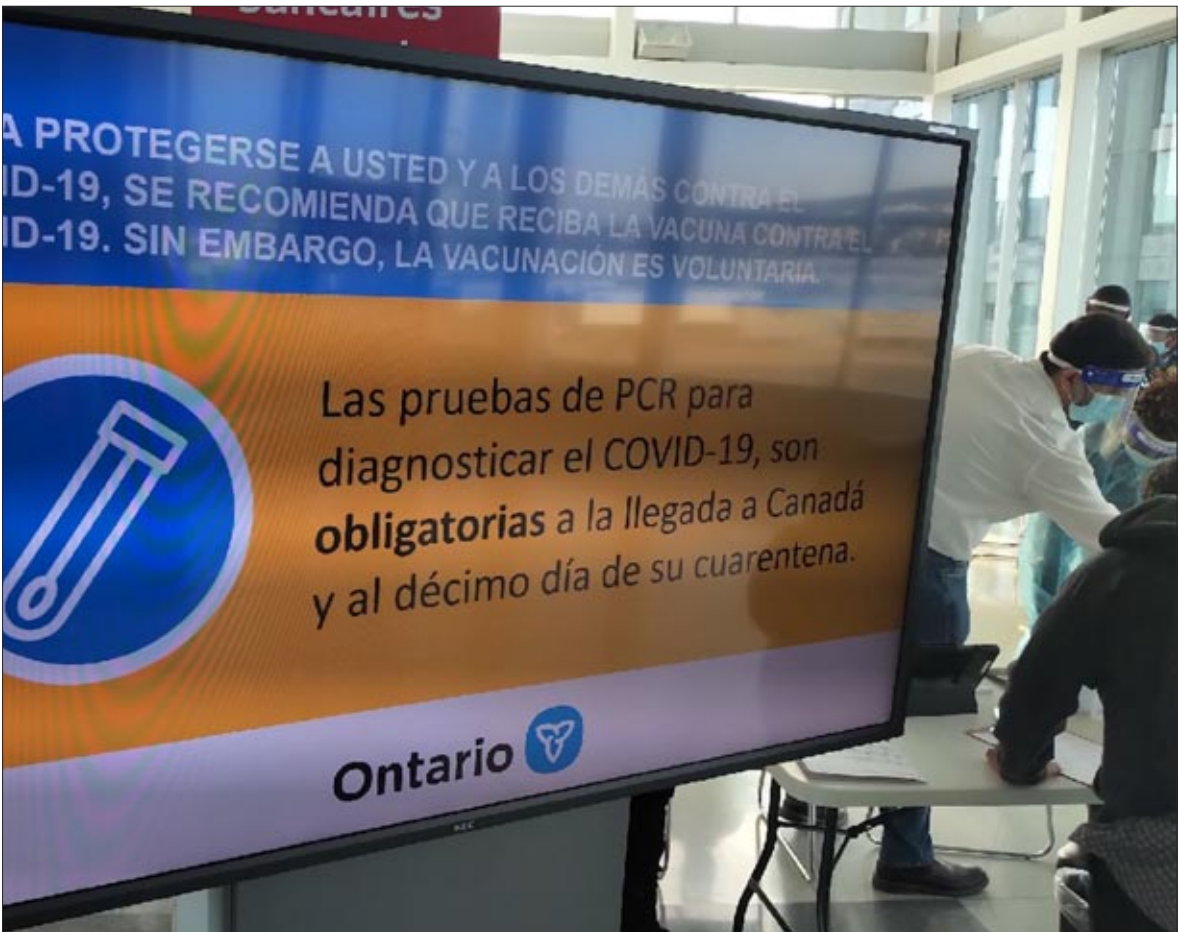 bancaires
A PROTEGERSE A USTED Y A LOS DEMÁS CONTRA EL
ID-19, SE RECOMIENDA QUE RECIBA LA VACUNA CONTRA EL
ID-19. SIN EMBARGO, LA VACUNACIÓN ES VOLUNTARIA.
Las pruebas de PCR para
diagnosticar el COVID-19, son
obligatorias a la llegada a Canadá
y al décimo día de su cuarentena.
Ontario
NEC